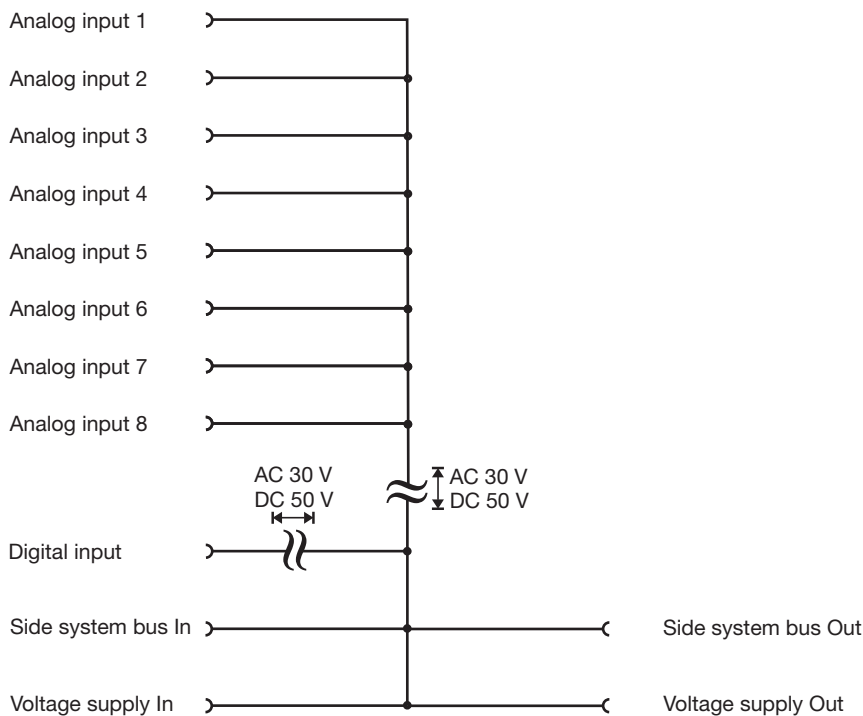 Analog input 1
Analog input 2
Analog input 3
Analog input 4
Analog input 5
Analog input 6
Analog input 7
Analog input 8
AC 30 V
DC 50 V
AC 30 V
DC 50 V
Digital input
Side system bus In
Side system bus Out
Voltage supply In
Voltage supply Out